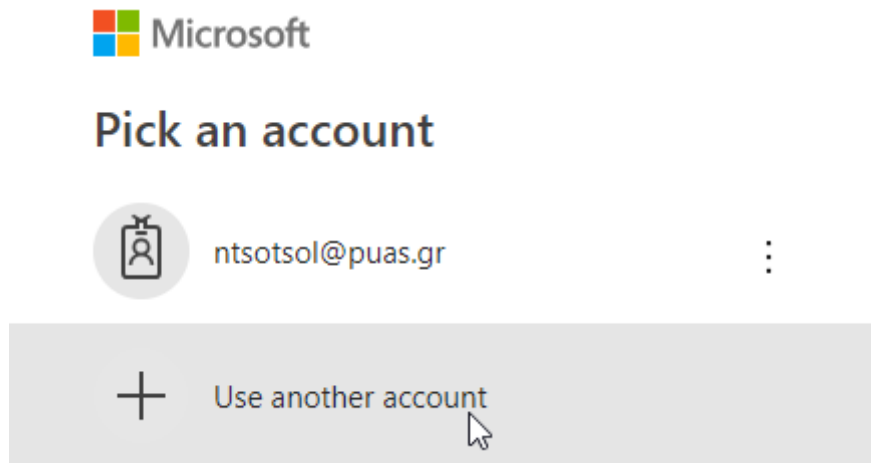 Microsoft
Pick an account
ntsotsol@puas.gr
Use another account